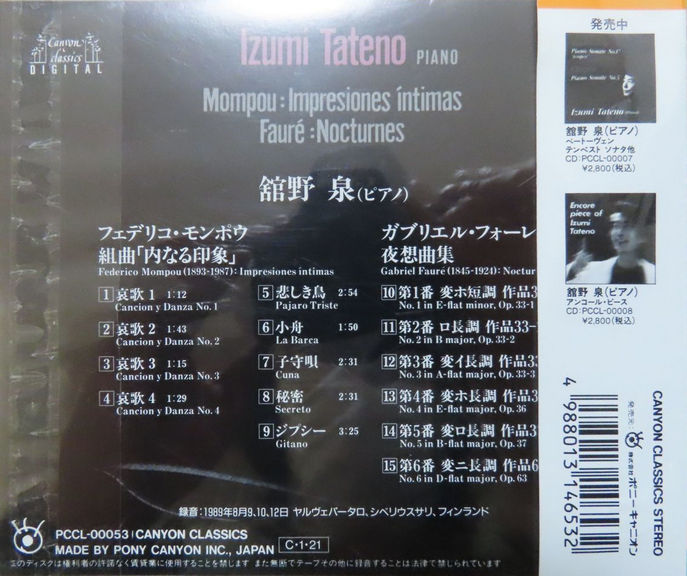 Canyon
classics
DIGITAL
Izumi Tateno PIANO
Mompou : Impresiones íntimas
Fauré : Nocturnes
舘野 泉(ピアノ)
フェデリコ・モンポウ
組曲「内なる印象」
Federico Mompou (1893-1987): Impresiones intimas
1 哀歌 1 1:12
Cancion y Danza No. 1
2 哀歌 2 1:43
Cancion y Danza No. 2
3 哀歌 3 1:15
Cancion y Danza No. 3
4 哀歌 4 1:29
Cancion y Danza No. 4
5 悲しき鳥 2:54
Pajaro Triste
6 小舟 1:50
La Barca
7 子守唄 2:31
Cuna
8 秘密 2:31
Secreto
9 ジプシー 3:25
Gitano
ガブリエル・フォーレ
夜想曲集
Gabriel Fauré (1845-1924): Noctur
10 第1番 変ホ短調 作品3
No. 1 in E-flat minor, Op. 33-1
11 第2番 ロ長調 作品33-
No. 2 in B major, Op. 33-2
12 第3番 変イ長調 作品3
No. 3 in A-flat major, Op. 33-3
13 第4番 変ホ長調 作品3
No. 4 in E-flat major, Op. 36
14 第5番 変ロ長調 作品3
No. 5 in B-flat major, Op. 37
15 第6番 変ニ長調 作品6
No. 6 in D-flat major, Op. 63
録音:1989年8月9、10、12日 ヤルヴェパータロ、シベリウスサリ、フィンランド
PCCL-00053 CANYON CLASSICS
MADE BY PONY CANYON INC., JAPAN C・1・21
このディスクは権利者の許諾なく賃貸業に使用することを禁じます また無断でテープその他に録音することは法律で禁じられています
発売中
Piano Sonate No.5
Izumi Tateno
舘野 泉(ピアノ)
ベートーヴェン
テンペスト ソナタ他
CD:PCCL-00007
¥2,800(税込)
Encore
piece of
Izumi
Tateno
舘野 泉(ピアノ)
アンコール・ピース
CD:PCCL-00008
¥2,800(税込)
CANYON CLASSICS STEREO
発売元 株式会社 ポニーキャニオン
4 988013 146532